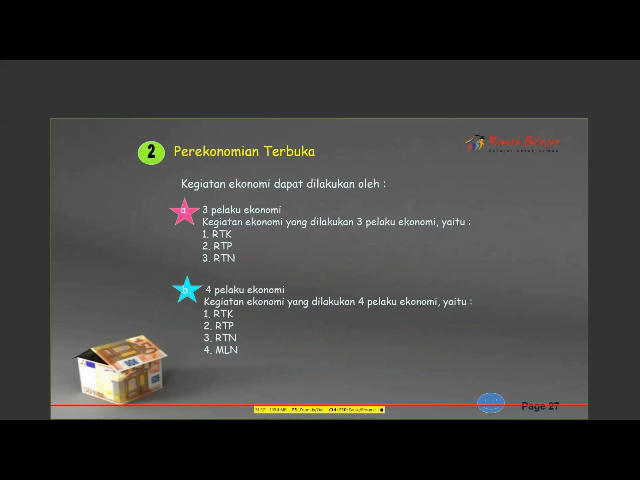 2 Perekonomian Terbuka
Kegiatan ekonomi dapat dilakukan oleh :
a 3 pelaku ekonomi
Kegiatan ekonomi yang dilakukan 3 pelaku ekonomi, yaitu :
1. RTK
2. RTP
3. RTN
b 4 pelaku ekonomi
Kegiatan ekonomi yang dilakukan 4 pelaku ekonomi, yaitu :
1. RTK
2. RTP
3. RTN
4. MLN
Page 27